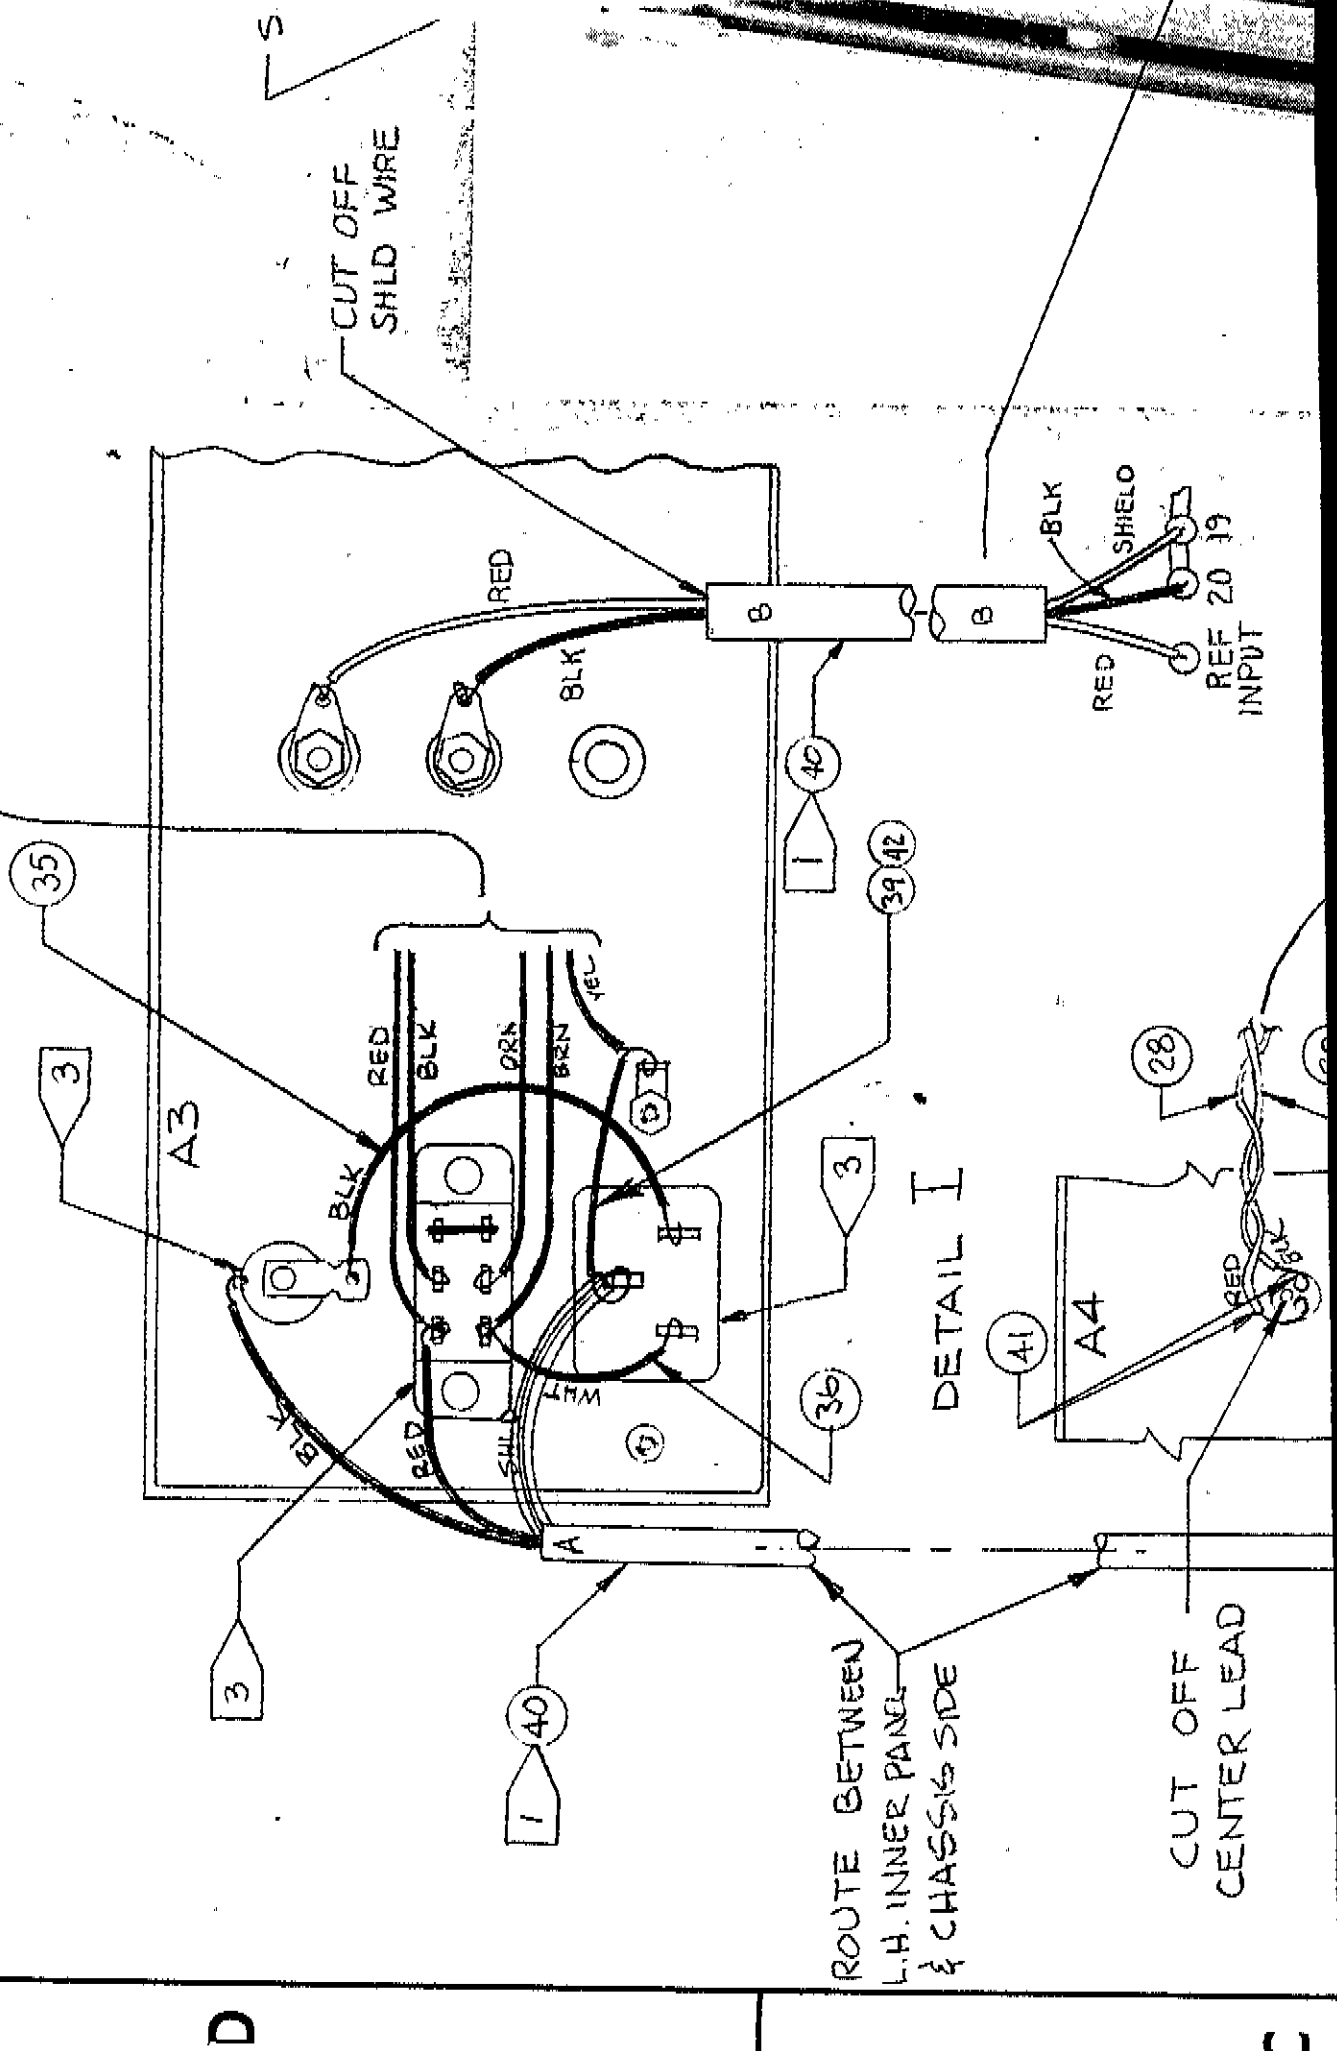 S
CUT OFF
SHLD WIRE
35
3
A3
RED
BLK
BLK
RED
BLK
ORN
BRN
YEL
BLK
RED
SHLD
WHT
3
A
B
B
1
40
39
42
3
36
3
1
40
RED
BLK
SHIELD
REF 20 19
INPUT
DETAIL I
ROUTE BETWEEN
L.H. INNER PANEL
& CHASSIS SIDE
28
41
A4
RED
BLK
CUT OFF
CENTER LEAD
D